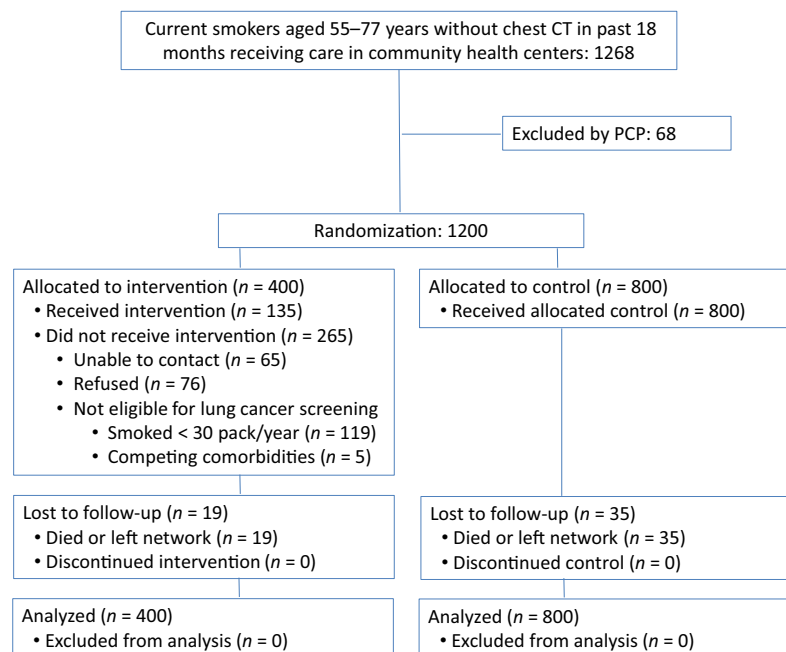 Current smokers aged 55–77 years without chest CT in past 18
months receiving care in community health centers: 1268
Excluded by PCP: 68
Randomization: 1200
Allocated to intervention (n = 400)
• Received intervention (n = 135)
• Did not receive intervention (n = 265)
• Unable to contact (n = 65)
• Refused (n = 76)
• Not eligible for lung cancer screening
• Smoked < 30 pack/year (n = 119)
• Competing comorbidities (n = 5)
Allocated to control (n = 800)
• Received allocated control (n = 800)
Lost to follow-up (n = 19)
• Died or left network (n = 19)
• Discontinued intervention (n = 0)
Lost to follow-up (n = 35)
• Died or left network (n = 35)
• Discontinued control (n = 0)
Analyzed (n = 400)
• Excluded from analysis (n = 0)
Analyzed (n = 800)
• Excluded from analysis (n = 0)